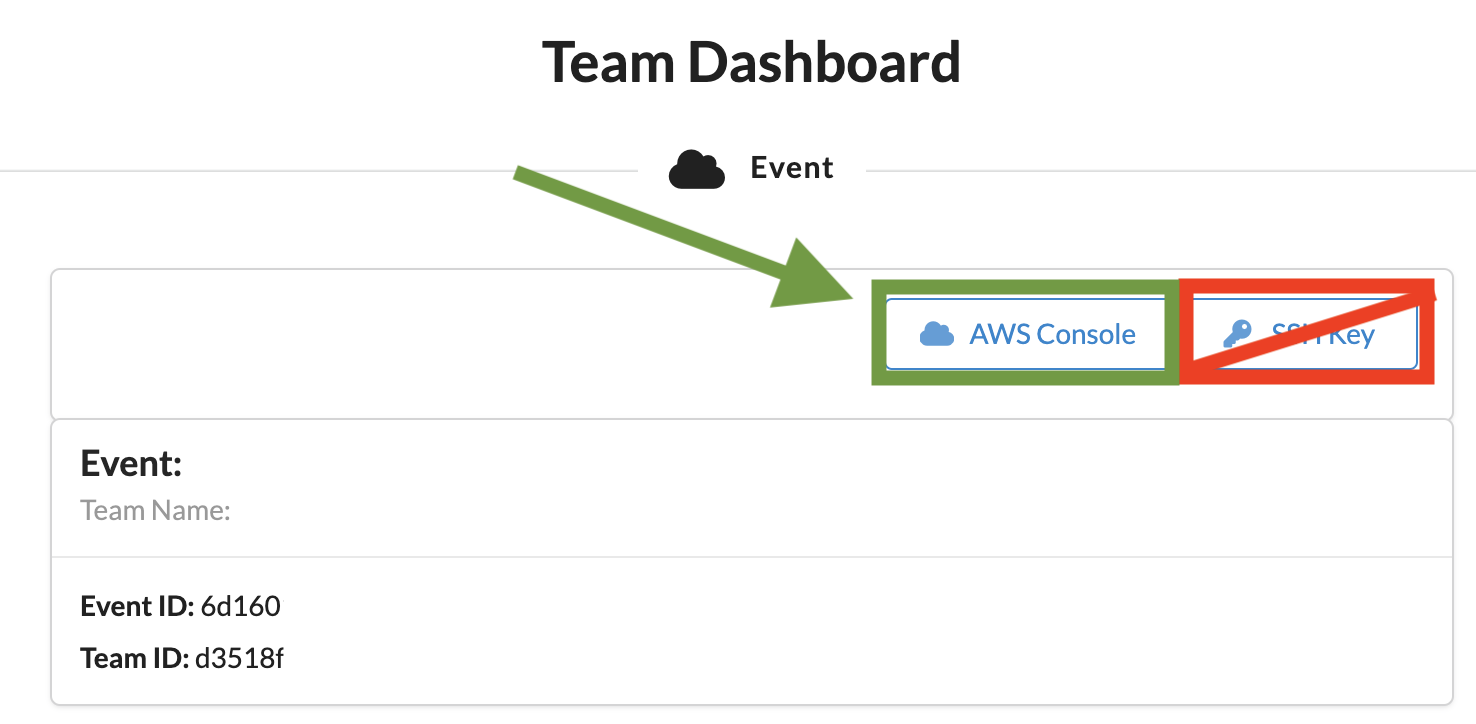 Team Dashboard
Event
AWS Console
SSH Key
Event:
Team Name:
Event ID: 6d160
Team ID: d3518f